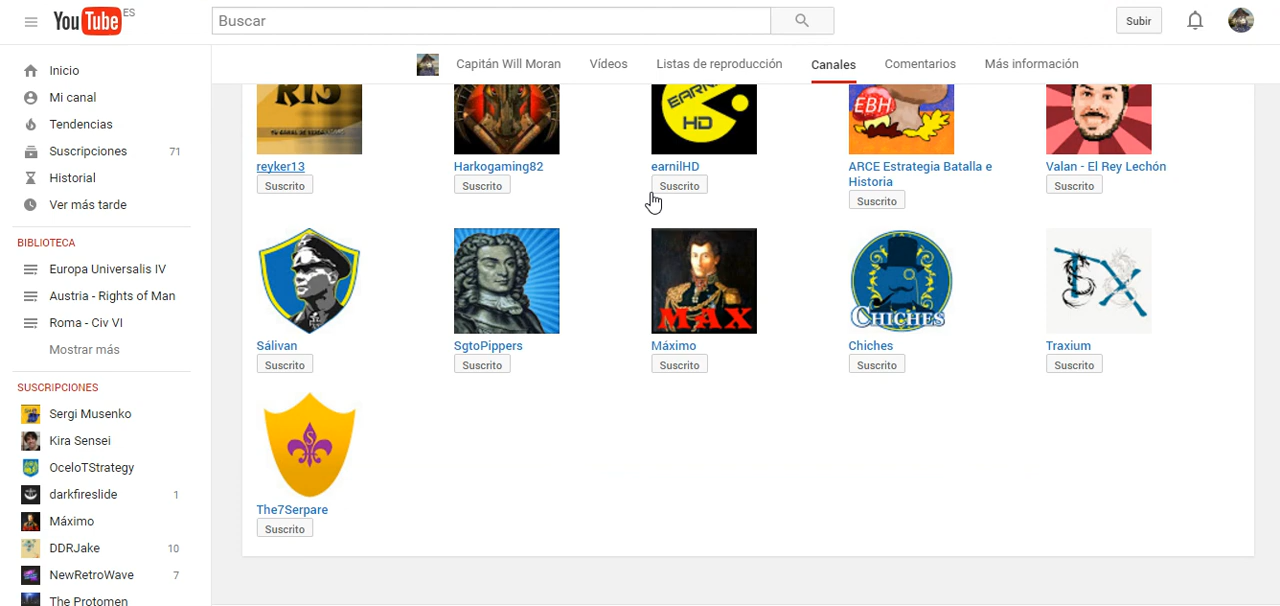 YouTube ES
Buscar
Subir
Inicio
Mi canal
Tendencias
Suscripciones 71
Historial
Ver más tarde
BIBLIOTECA
Europa Universalis IV
Austria - Rights of Man
Roma - Civ VI
Mostrar más
SUSCRIPCIONES
Sergi Musenko
Kira Sensei
OceloTStrategy
darkfireslide 1
Máximo
DDRJake 10
NewRetroWave 7
The Protomen
Capitán Will Moran Vídeos Listas de reproducción Canales Comentarios Más información
R13
EARNIL
HD
EBH
reyker13 Harkogaming82 earnilHD ARCE Estrategia Batalla e Valan - El Rey Lechón
Historia
Suscrito Suscrito Suscrito Suscrito Suscrito
MAX
CHICHES
TX
Sálivan SgtoPippers Máximo Chiches Traxium
Suscrito Suscrito Suscrito Suscrito Suscrito
S
The7Serpare
Suscrito